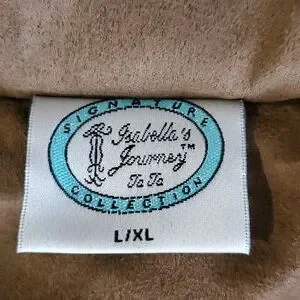 SIGNATURE
Isabella's
Journey™
Ta Ta
COLLECTION
L/XL